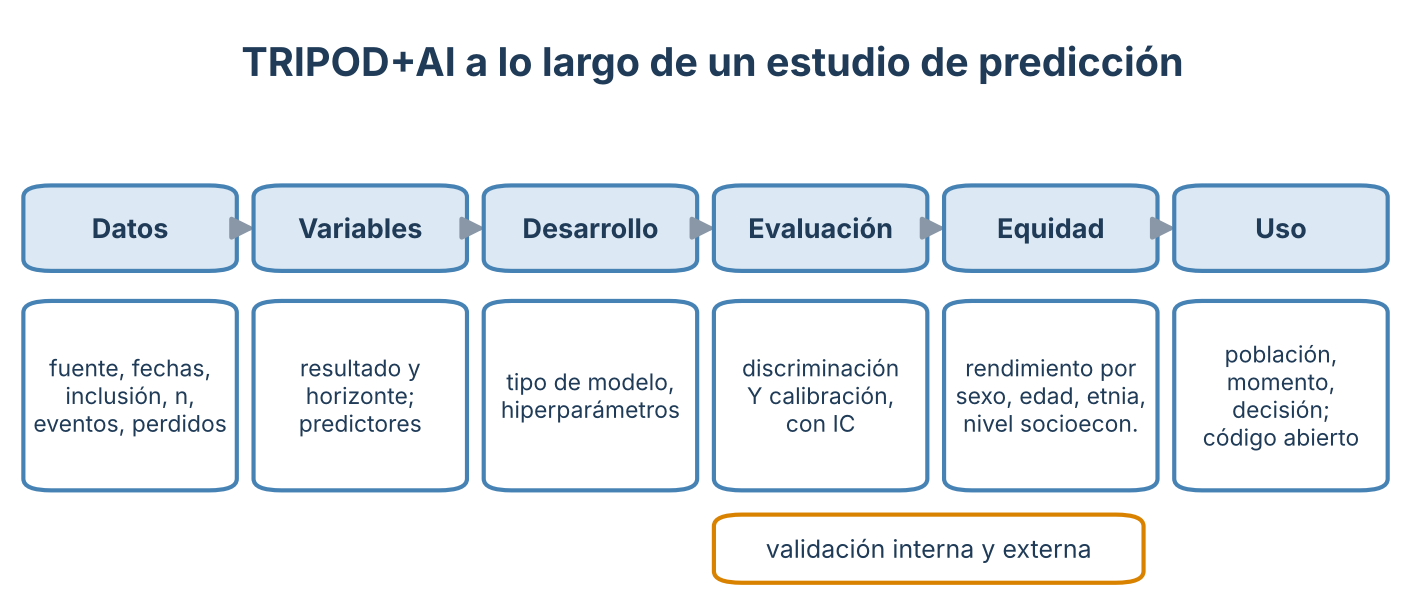 TRIPOD+AI a lo largo de un estudio de predicción
Datos
Variables
Desarrollo
Evaluación
Equidad
Uso
fuente, fechas,
inclusión, n,
eventos, perdidos
resultado y
horizonte;
predictores
tipo de modelo,
hiperparámetros
discriminación
Y calibración,
con IC
rendimiento por
sexo, edad, etnia,
nivel socioecon.
población,
momento,
decisión;
código abierto
validación interna y externa